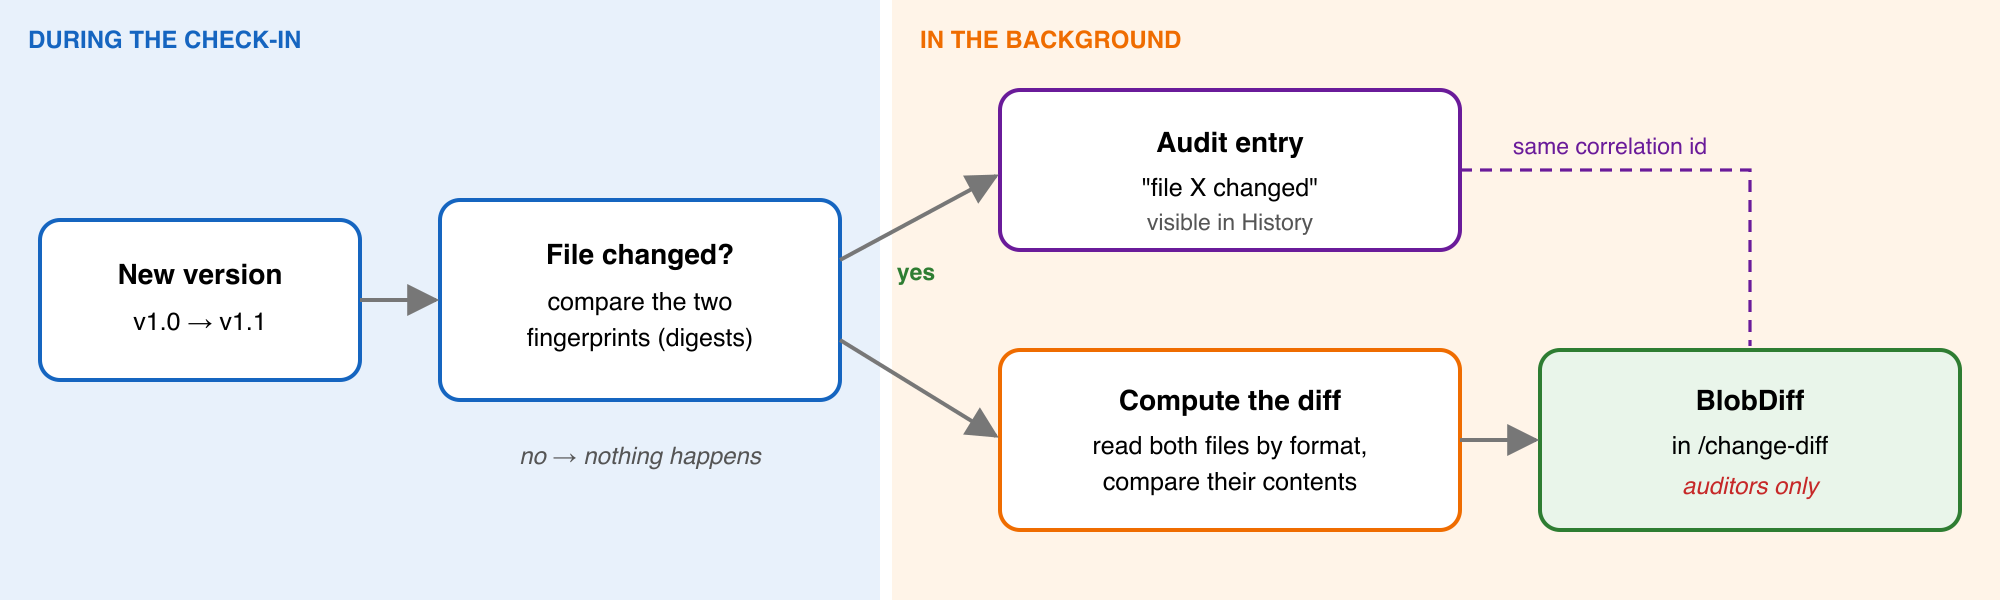 DURING THE CHECK-IN
New version
v1.0 → v1.1
File changed?
compare the two
fingerprints (digests)
no → nothing happens
yes
IN THE BACKGROUND
Audit entry
"file X changed"
visible in History
same correlation id
Compute the diff
read both files by format,
compare their contents
BlobDiff
in /change-diff
auditors only